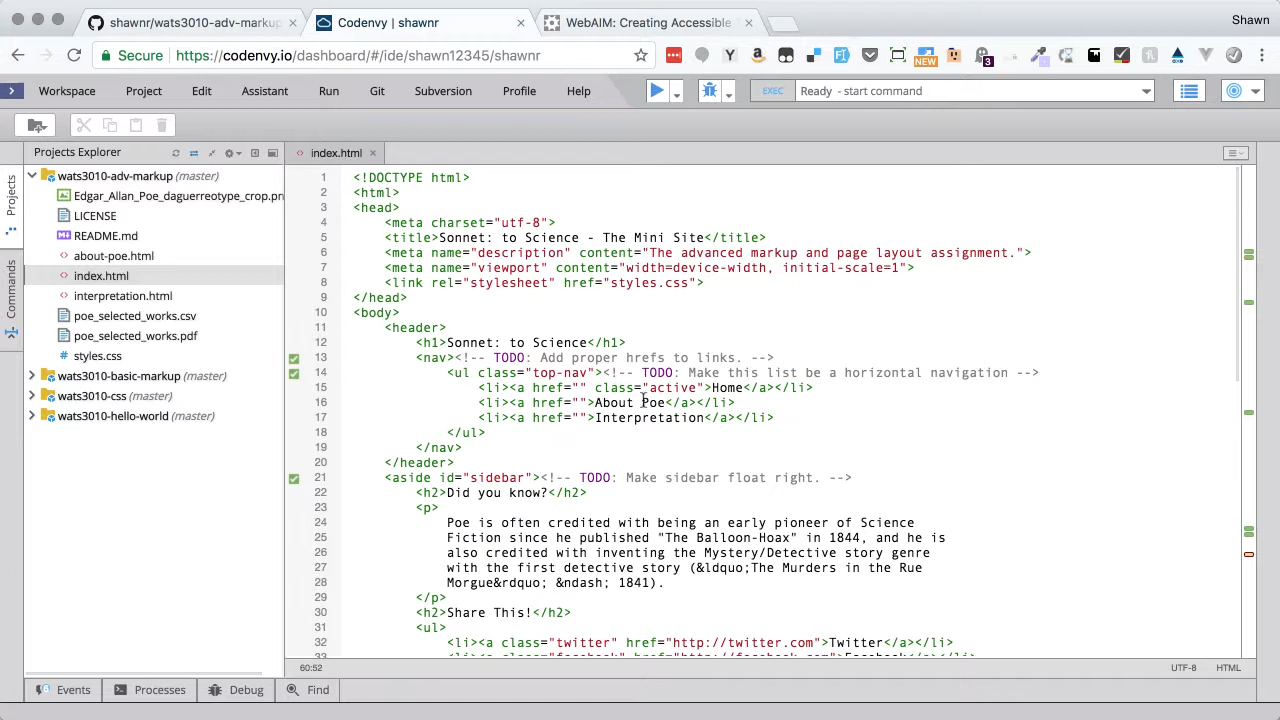 shawnr/wats3010-adv-markup
Codenvy | shawnr
WebAIM: Creating Accessible
Shawn
Secure
https://codenvy.io/dashboard/#/ide/shawn12345/shawnr
NEW
3
Workspace
Project
Edit
Assistant
Run
Git
Subversion
Profile
Help
EXEC
Ready - start command
Projects Explorer
index.html
Projects
Commands
wats3010-adv-markup (master)
Edgar_Allan_Poe_daguerreotype_crop.pn
LICENSE
README.md
about-poe.html
index.html
interpretation.html
poe_selected_works.csv
poe_selected_works.pdf
styles.css
wats3010-basic-markup (master)
wats3010-css (master)
wats3010-hello-world (master)
1 <!DOCTYPE html>
2 <html>
3 <head>
4 <meta charset="utf-8">
5 <title>Sonnet: to Science - The Mini Site</title>
6 <meta name="description" content="The advanced markup and page layout assignment.">
7 <meta name="viewport" content="width=device-width, initial-scale=1">
8 <link rel="stylesheet" href="styles.css">
9 </head>
10 <body>
11 <header>
12 <h1>Sonnet: to Science</h1>
13 <nav><!-- TODO: Add proper hrefs to links. -->
14 <ul class="top-nav"><!-- TODO: Make this list be a horizontal navigation -->
15 <li><a href="" class="active">Home</a></li>
16 <li><a href="">About Poe</a></li>
17 <li><a href="">Interpretation</a></li>
18 </ul>
19 </nav>
20 </header>
21 <aside id="sidebar"><!-- TODO: Make sidebar float right. -->
22 <h2>Did you know?</h2>
23 <p>
24 Poe is often credited with being an early pioneer of Science
25 Fiction since he published "The Balloon-Hoax" in 1844, and he is
26 also credited with inventing the Mystery/Detective story genre
27 with the first detective story (&ldquo;The Murders in the Rue
28 Morgue&rdquo; &ndash; 1841).
29 </p>
30 <h2>Share This!</h2>
31 <ul>
32 <li><a class="twitter" href="http://twitter.com">Twitter</a></li>
33 <li><a class="facebook" href="http://facebook.com">Facebook</a></li>
60:52
UTF-8
HTML
Events
Processes
Debug
Find